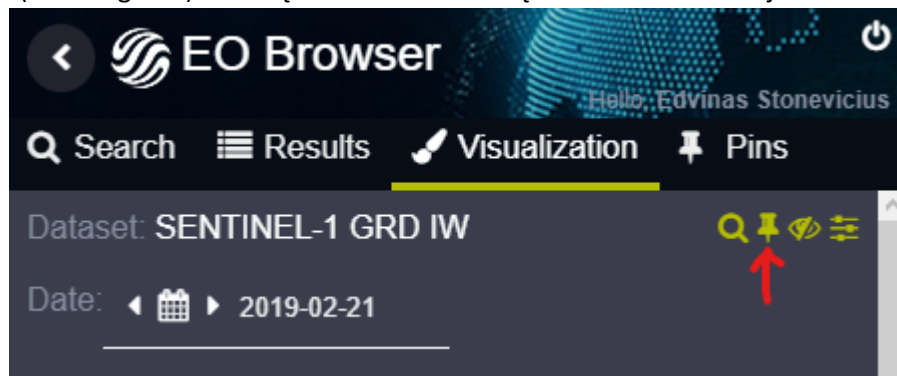 EO Browser
Hello, Edvinas Stonevicius
Search Results Visualization Pins
Dataset: SENTINEL-1 GRD IW
Date: 2019-02-21